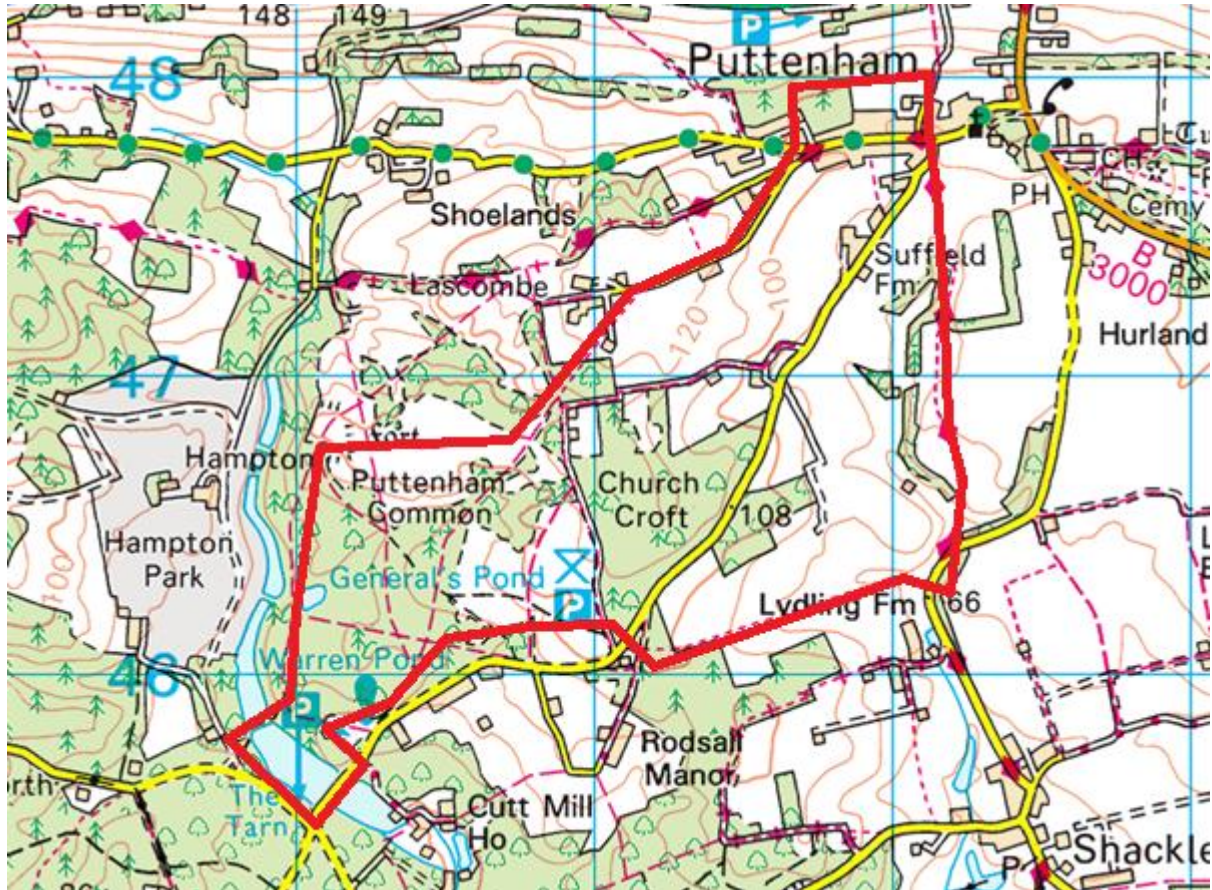 148
149
P
Puttenham
48
Shoelands
PH
CH
Cemy
B 3000
Suffield
Fm
Lascombe
100
120
Hurland
47
Fort
Hampton
Puttenham
Common
Church
Croft
108
Hampton
Park
100
General's Pond
P
Lydling Fm
66
Warren Pond
46
P
Rodsall
Manor
The
Tarn
Cutt Mill
Ho
Shackle